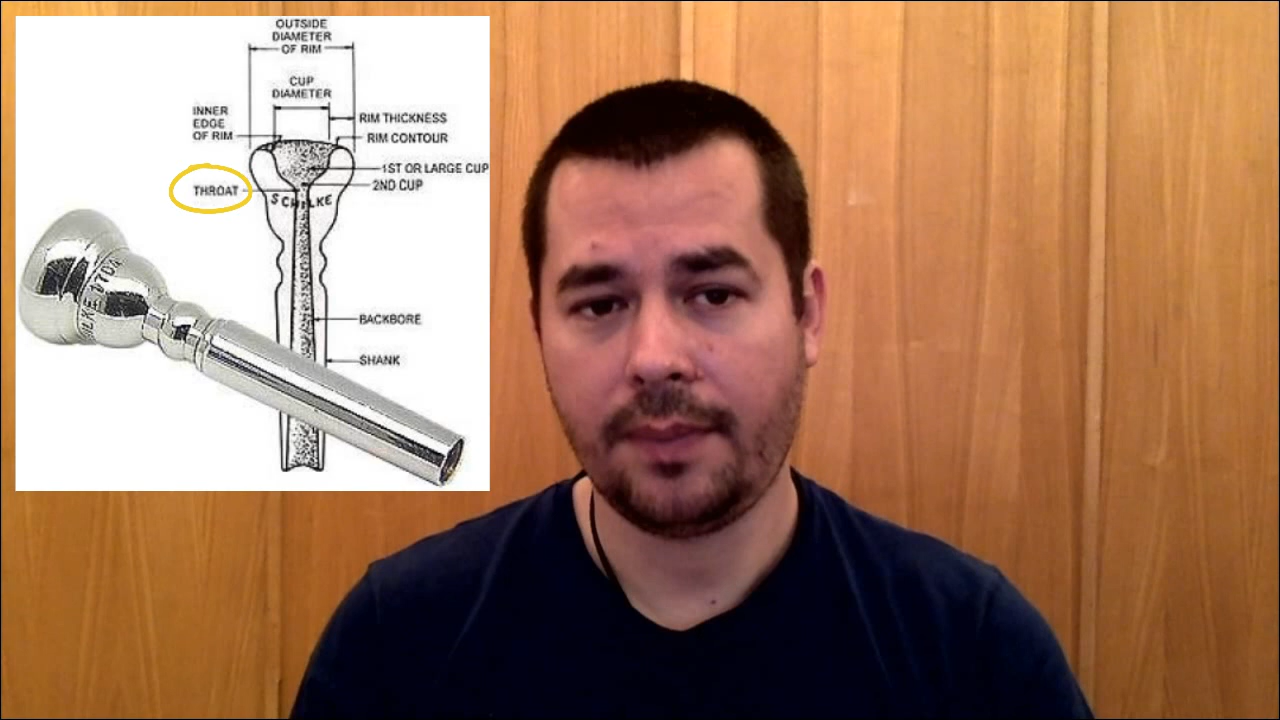 OUTSIDE
DIAMETER
OF RIM
CUP
DIAMETER
INNER
EDGE
OF RIM
RIM THICKNESS
RIM CONTOUR
1ST OR LARGE CUP
2ND CUP
THROAT
SCHILKE
BACKBORE
SHANK